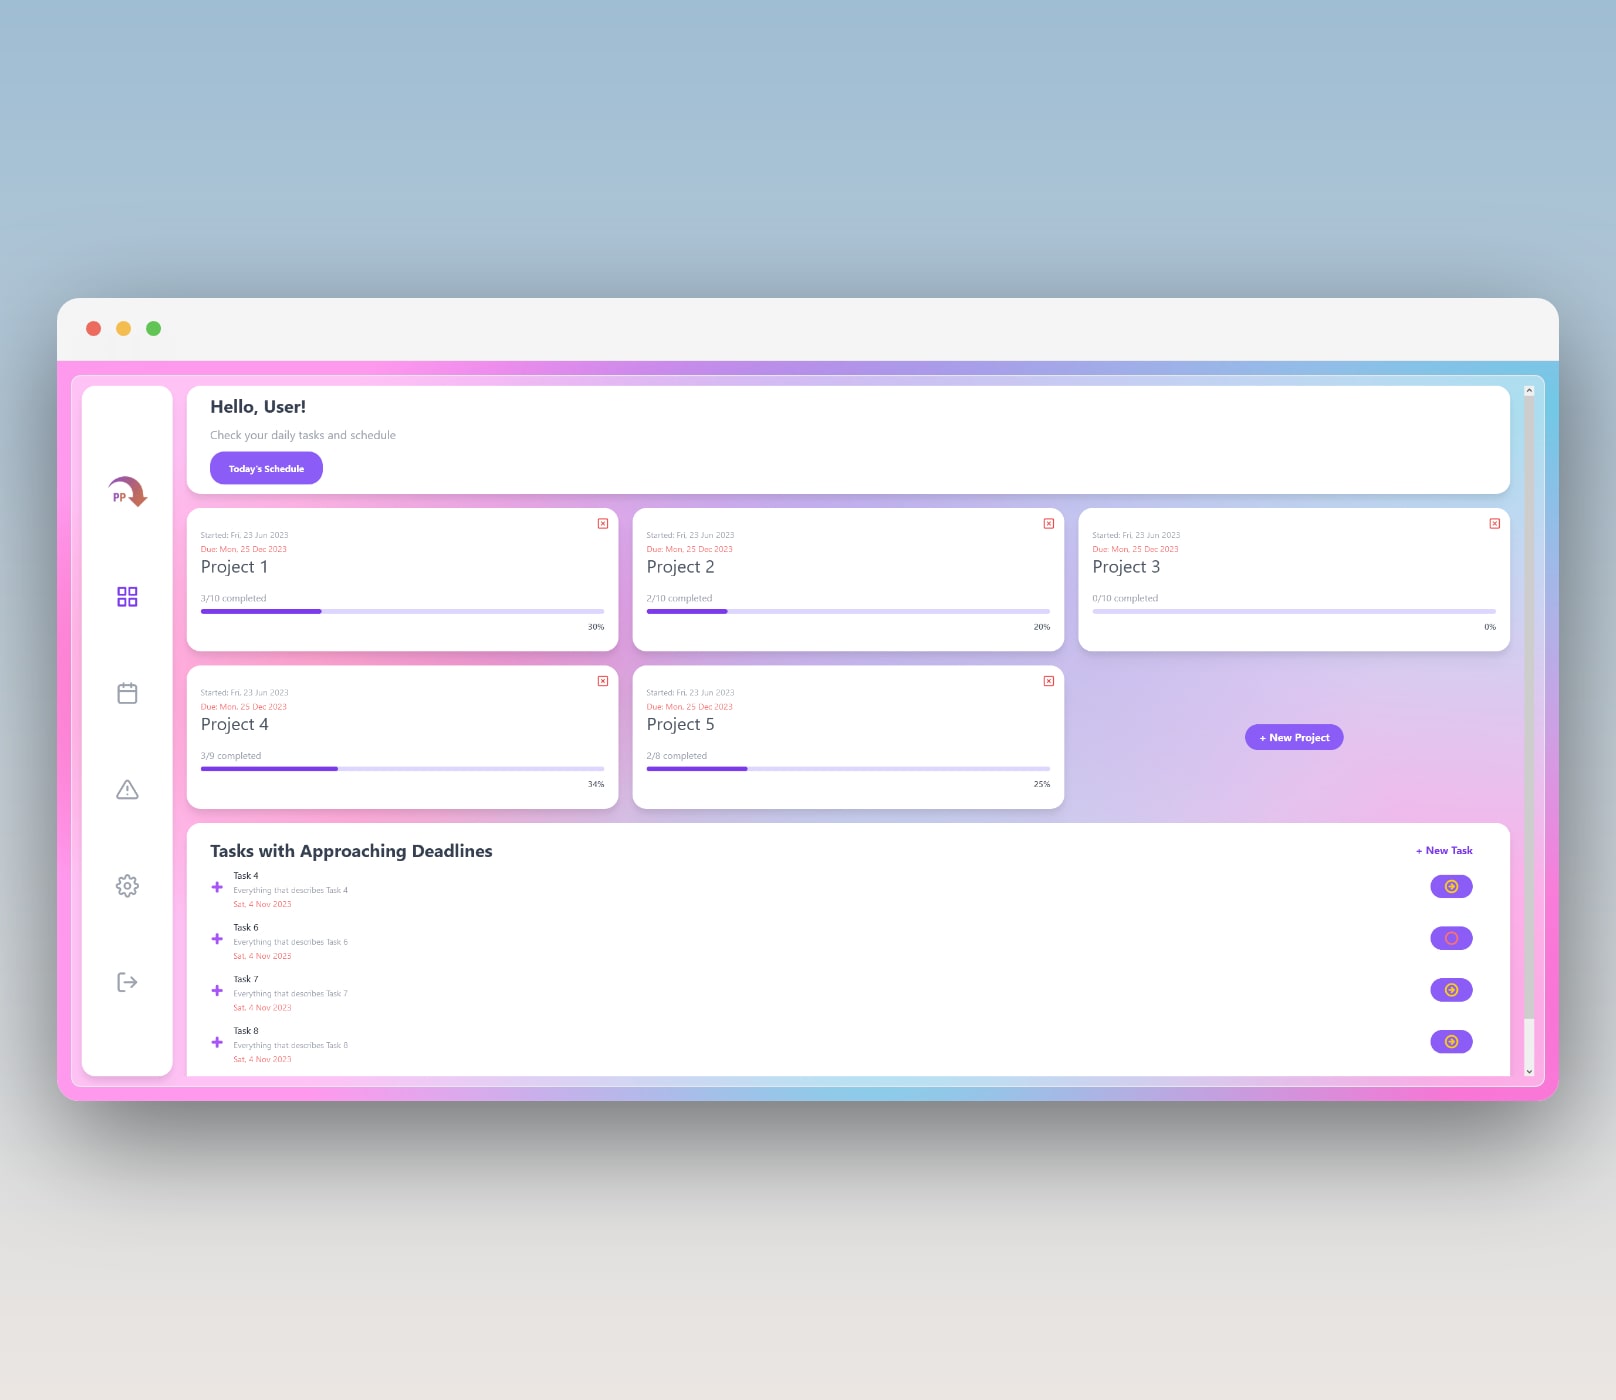 Hello, User!
Check your daily tasks and schedule
Today's Schedule
PP
Started: Fri, 23 Jun 2023
Due: Mon, 25 Dec 2023
Project 1
3/10 completed
30%
Started: Fri, 23 Jun 2023
Due: Mon, 25 Dec 2023
Project 2
2/10 completed
20%
Started: Fri, 23 Jun 2023
Due: Mon, 25 Dec 2023
Project 3
0/10 completed
0%
Started: Fri, 23 Jun 2023
Due: Mon, 25 Dec 2023
Project 4
3/9 completed
34%
Started: Fri, 23 Jun 2023
Due: Mon, 25 Dec 2023
Project 5
2/8 completed
25%
+ New Project
Tasks with Approaching Deadlines
+ New Task
Task 4
Everything that describes Task 4
Sat, 4 Nov 2023
Task 6
Everything that describes Task 6
Sat, 4 Nov 2023
Task 7
Everything that describes Task 7
Sat, 4 Nov 2023
Task 8
Everything that describes Task 8
Sat, 4 Nov 2023